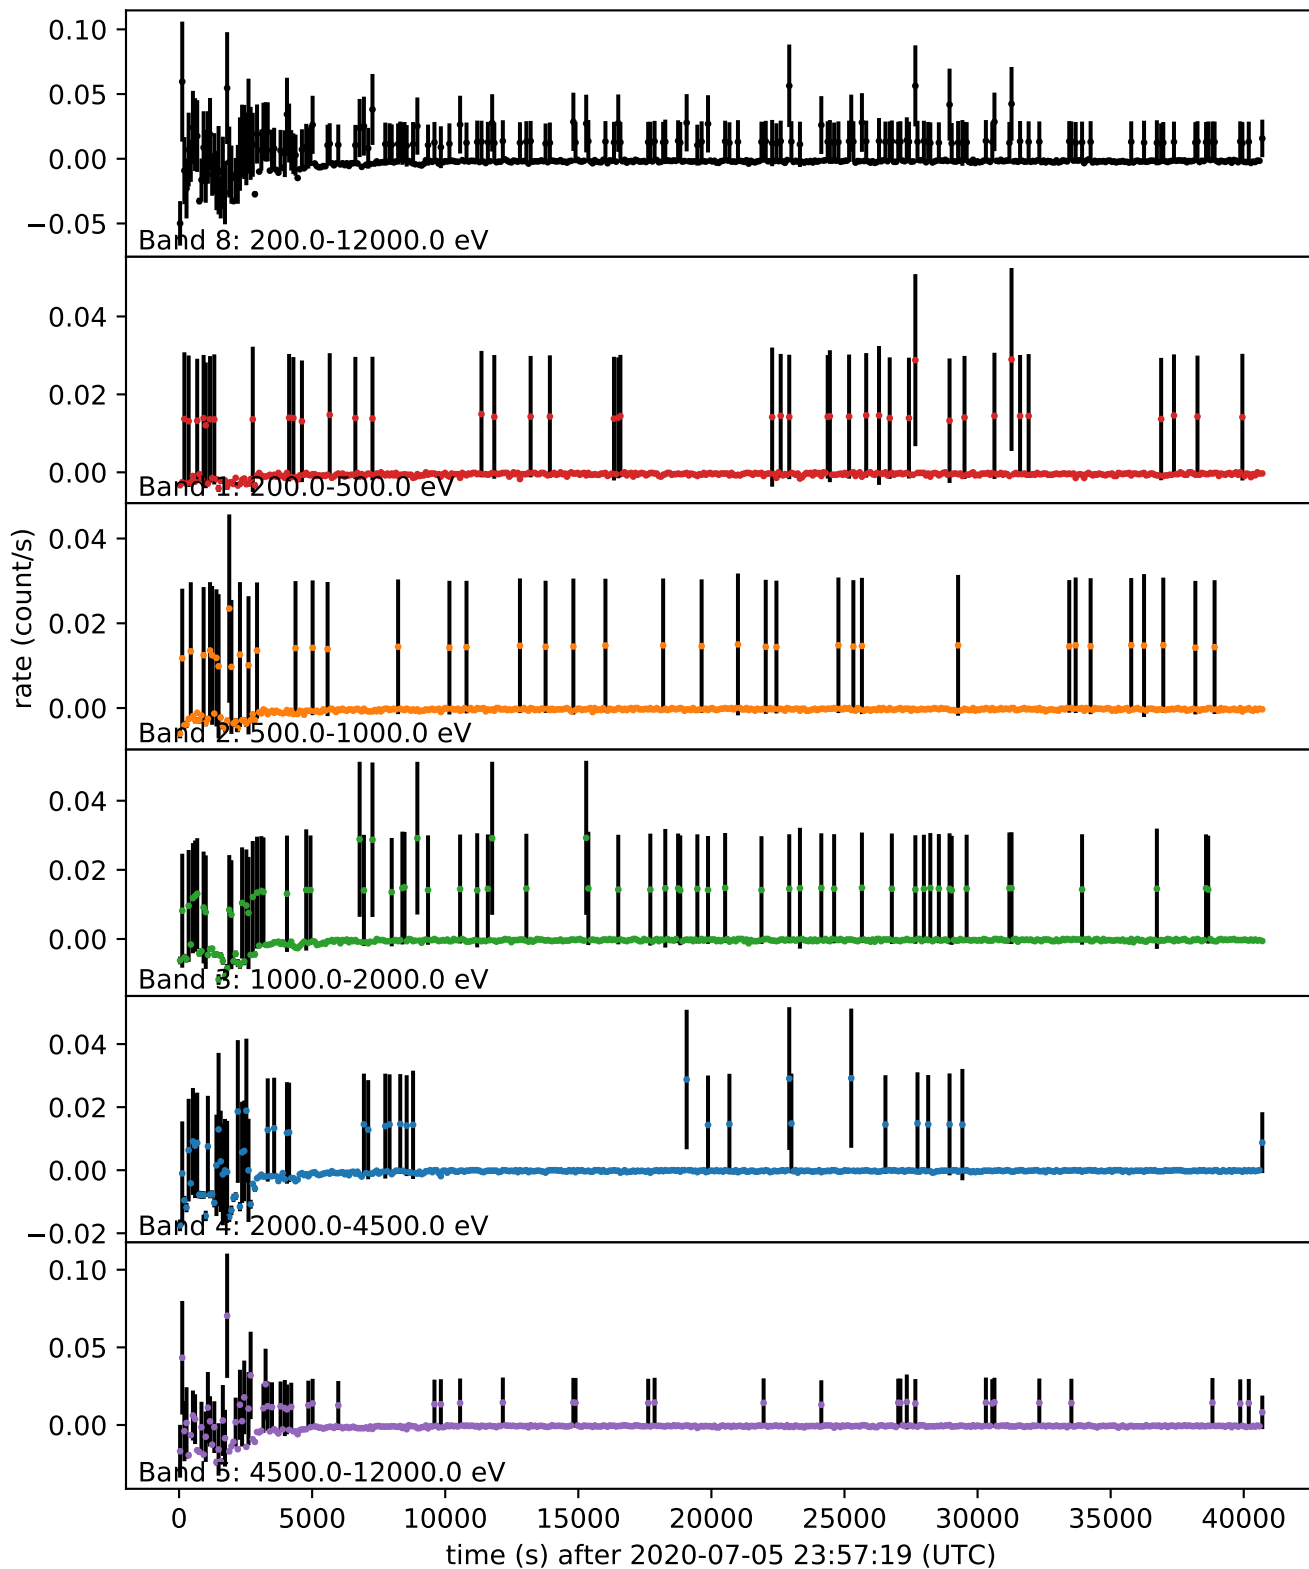 0.10
0.05
0.00
−0.05
Band 8: 200.0-12000.0 eV
0.04
0.02
0.00
Band 1: 200.0-500.0 eV
0.04
0.02
0.00
Band 2: 500.0-1000.0 eV
rate (count/s)
0.04
0.02
0.00
Band 3: 1000.0-2000.0 eV
0.04
0.02
0.00
−0.02
Band 4: 2000.0-4500.0 eV
0.10
0.05
0.00
Band 5: 4500.0-12000.0 eV
0 5000 10000 15000 20000 25000 30000 35000 40000
time (s) after 2020-07-05 23:57:19 (UTC)